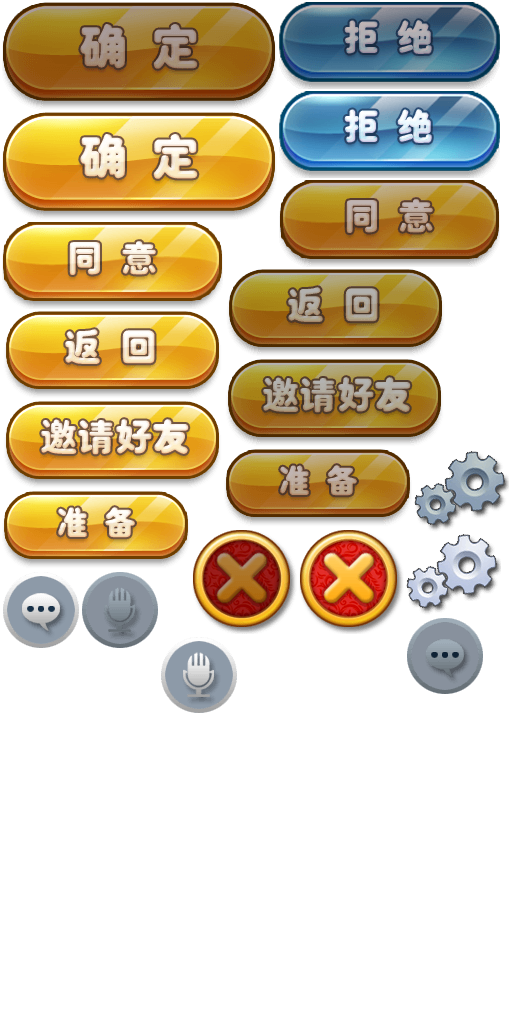 确 定
拒 绝
确 定
拒 绝
同 意
同 意
返 回
返 回
邀请好友
邀请好友
准 备
准 备